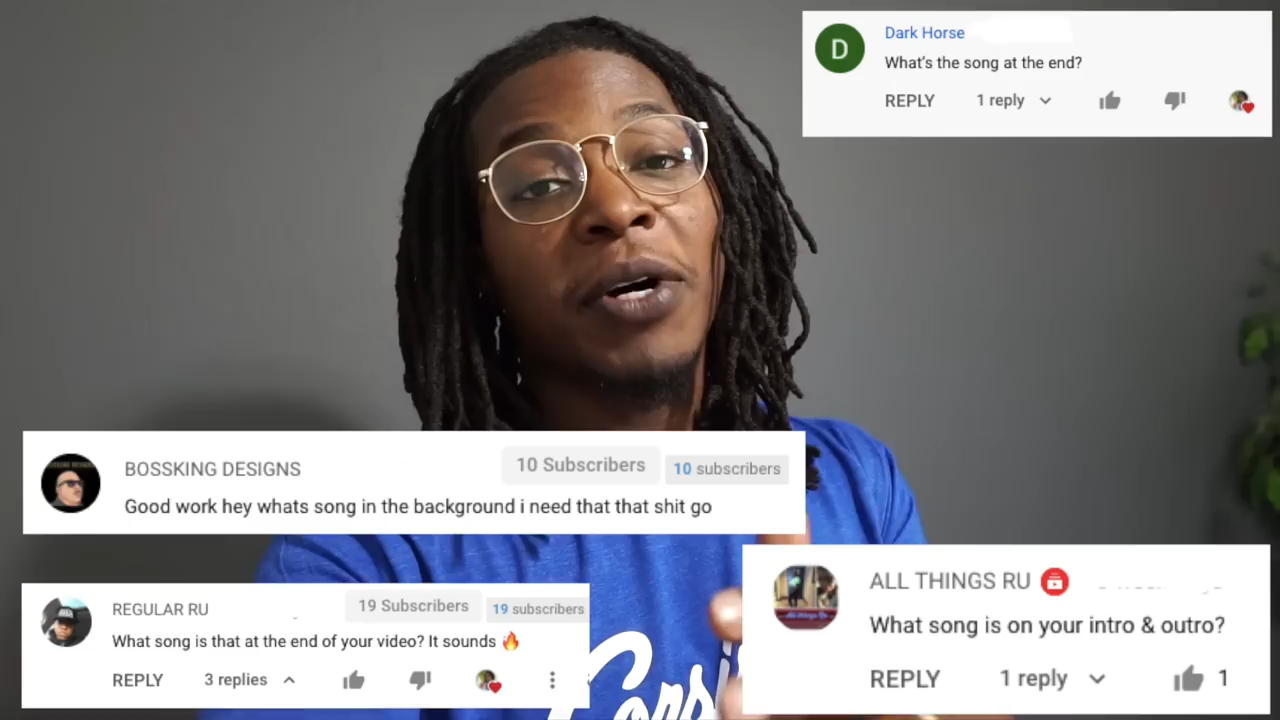 D
Dark Horse
What's the song at the end?
REPLY 1 reply
BOSSKING DESIGNS 10 Subscribers 10 subscribers
Good work hey whats song in the background i need that that shit go
REGULAR RU 19 Subscribers 19 subscribers
What song is that at the end of your video? It sounds 🔥
REPLY 3 replies
ALL THINGS RU
What song is on your intro & outro?
REPLY 1 reply 1